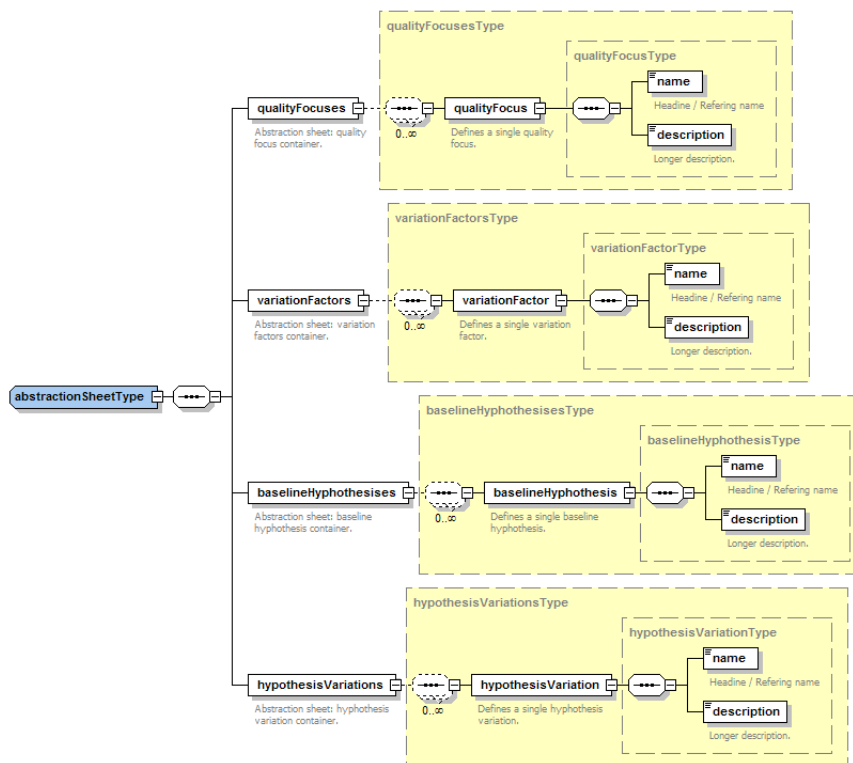 qualityFocusesType
qualityFocusType
name
Headine / Refering name
qualityFocuses
qualityFocus
0..∞
Abstraction sheet: quality
focus container.
Defines a single quality
focus.
description
Longer description.
variationFactorsType
variationFactorType
name
Headine / Refering name
variationFactors
variationFactor
0..∞
Abstraction sheet: variation
factors container.
Defines a single variation
factor.
description
Longer description.
abstractionSheetType
baselineHyphothesisesType
baselineHyphothesisType
name
Headine / Refering name
baselineHyphothesises
baselineHyphothesis
0..∞
Abstraction sheet: baseline
hyphothesis container.
Defines a single baseline
hyphothesis.
description
Longer description.
hypothesisVariationsType
hypothesisVariationType
name
Headine / Refering name
hypothesisVariations
hypothesisVariation
0..∞
Abstraction sheet: hyphothesis
variation container.
Defines a single hyphothesis
variation.
description
Longer description.